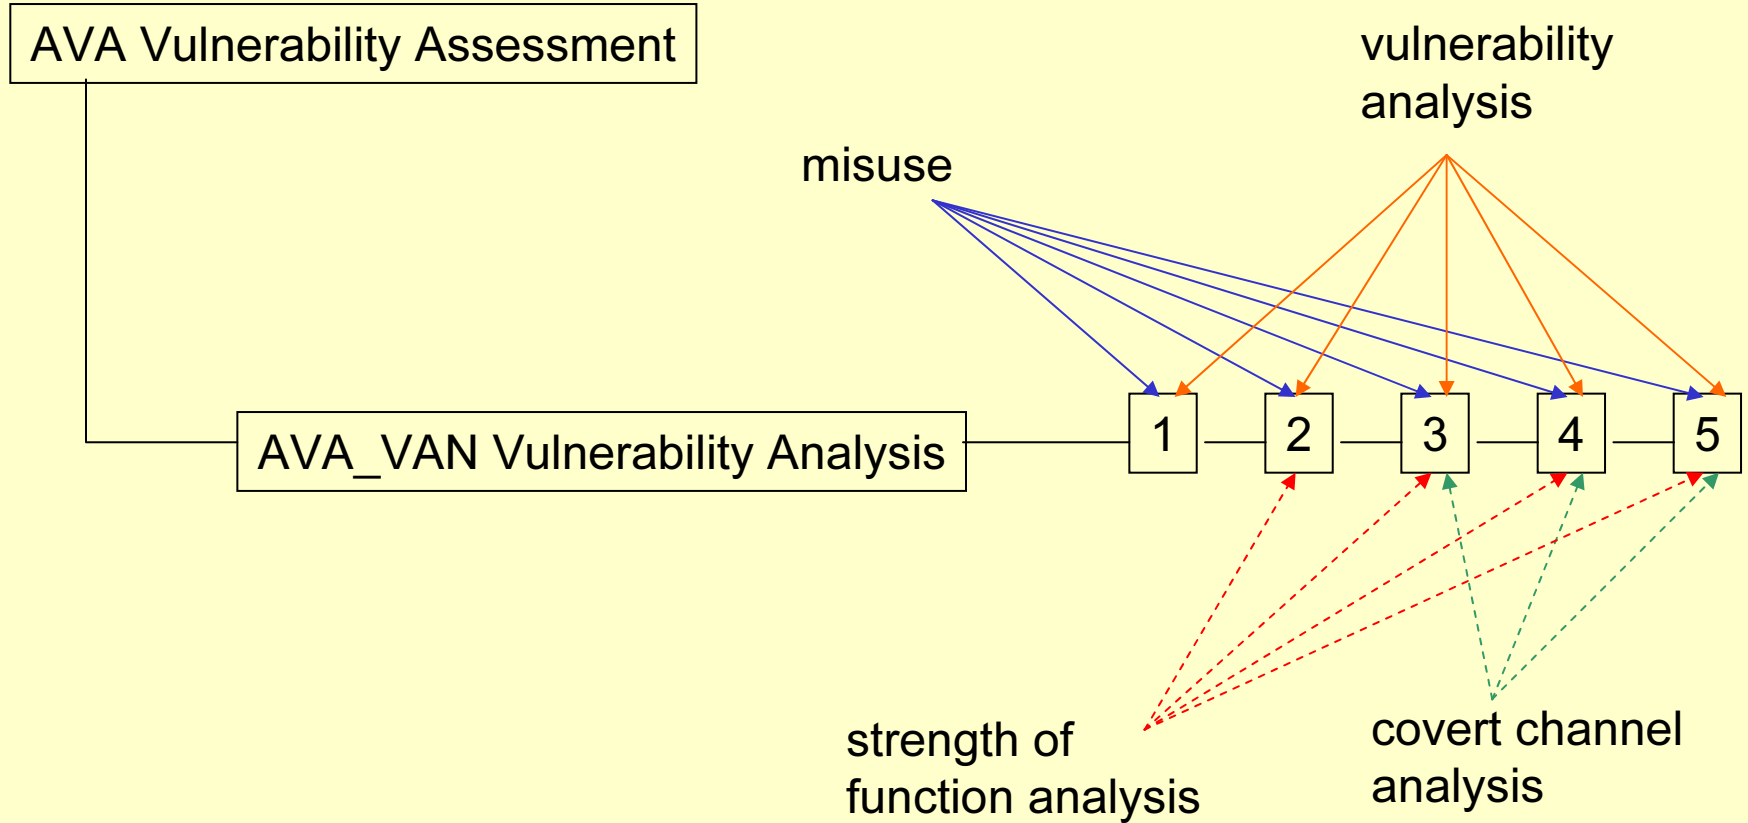 AVA Vulnerability Assessment
vulnerability
analysis
misuse
AVA_VAN Vulnerability Analysis
1
2
3
4
5
strength of
function analysis
covert channel
analysis